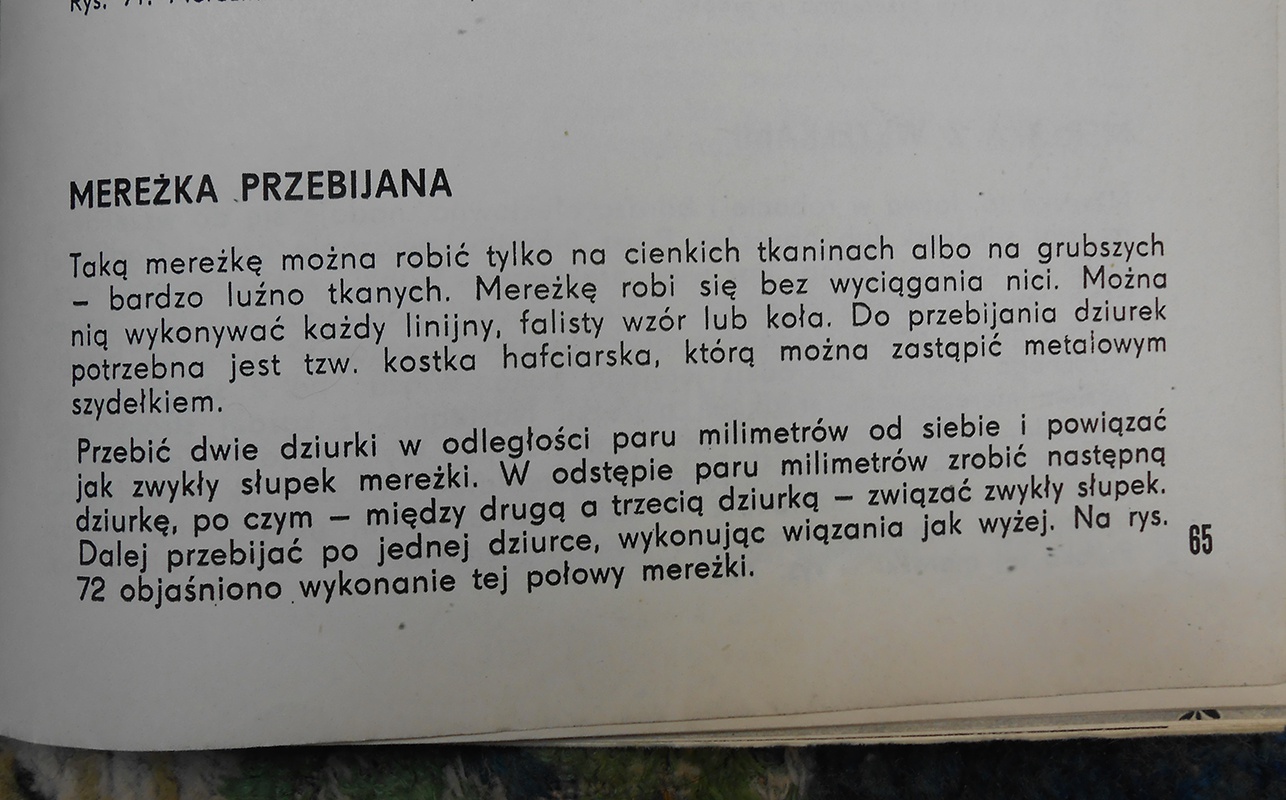 Rys. 71.
MEREŻKA PRZEBIJANA
Taką mereżkę można robić tylko na cienkich tkaninach albo na grubszych
– bardzo luźno tkanych. Mereżkę robi się bez wyciągania nici. Można
nią wykonywać każdy linijny, falisty wzór lub koła. Do przebijania dziurek
potrzebna jest tzw. kostka hafciarska, którą można zastąpić metalowym
szydełkiem.
Przebić dwie dziurki w odległości paru milimetrów od siebie i powiązać
jak zwykły słupek mereżki. W odstępie paru milimetrów zrobić następną
dziurkę, po czym – między drugą a trzecią dziurką – związać zwykły słupek.
Dalej przebijać po jednej dziurce, wykonując wiązania jak wyżej. Na rys.
72 objaśniono wykonanie tej połowy mereżki.
65